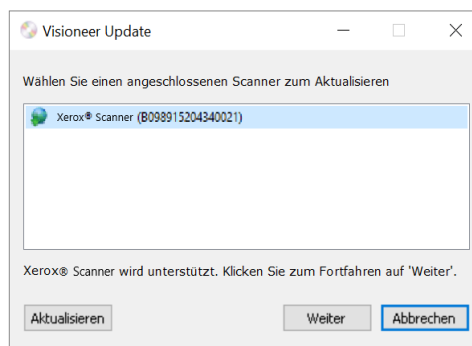 Visioneer Update
Wählen Sie einen angeschlossenen Scanner zum Aktualisieren
Xerox® Scanner (B098915204340021)
Xerox® Scanner wird unterstützt. Klicken Sie zum Fortfahren auf 'Weiter'.
Aktualisieren Weiter Abbrechen